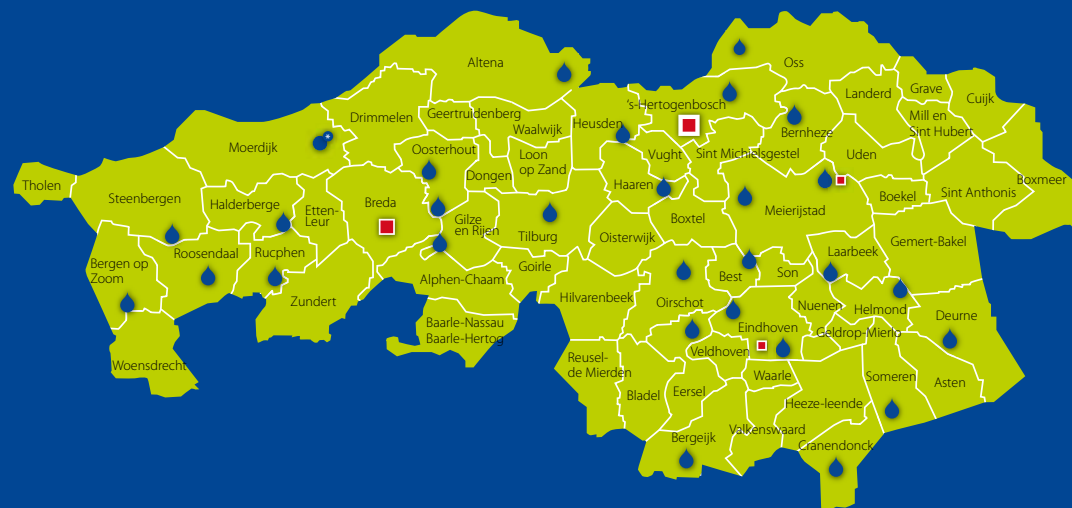 Altena
Oss
's-Hertogenbosch
Landerd
Grave
Cuijk
Drimmelen
Geertruidenberg
Waalwijk
Heusden
Bernheze
Mill en
Sint Hubert
Moerdijk
Oosterhout
Dongen
Loon
op Zand
Vught
Sint Michielsgestel
Uden
Boxmeer
Tholen
Steenbergen
Halderberge
Etten-
Leur
Breda
Gilze
en Rijen
Tilburg
Haaren
Boxtel
Meierijstad
Boekel
Sint Anthonis
Oisterwijk
Bergen op
Zoom
Roosendaal
Rucphen
Zundert
Alphen-Chaam
Goirle
Hilvarenbeek
Oirschot
Best
Son
Laarbeek
Gemert-Bakel
Baarle-Nassau
Baarle-Hertog
Nuenen
Helmond
Deurne
Eindhoven
Geldrop-Mierlo
Woensdrecht
Reusel-
de Mierden
Veldhoven
Waarle
Someren
Asten
Bladel
Eersel
Heeze-leende
Bergeijk
Valkenswaard
Cranendonck
*